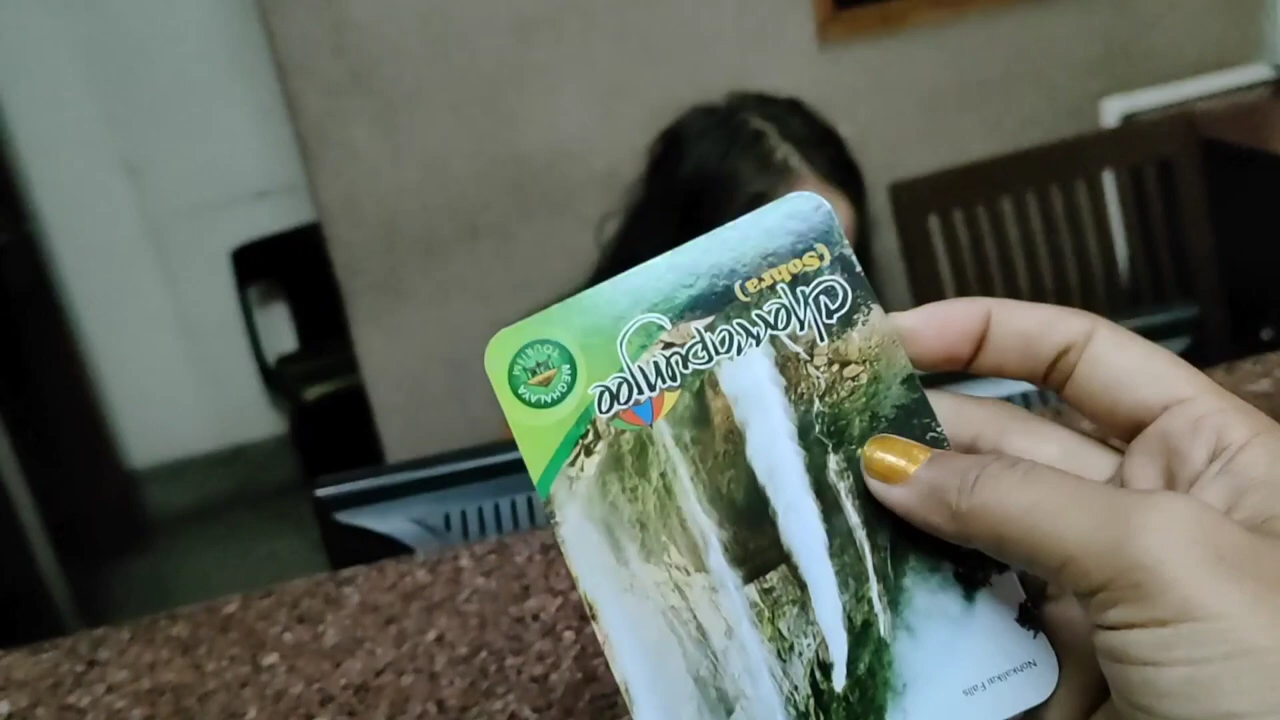 Cherrapunjee
(Sohra)
MEGHALAYA
TOURISM
Nohkalikai Falls